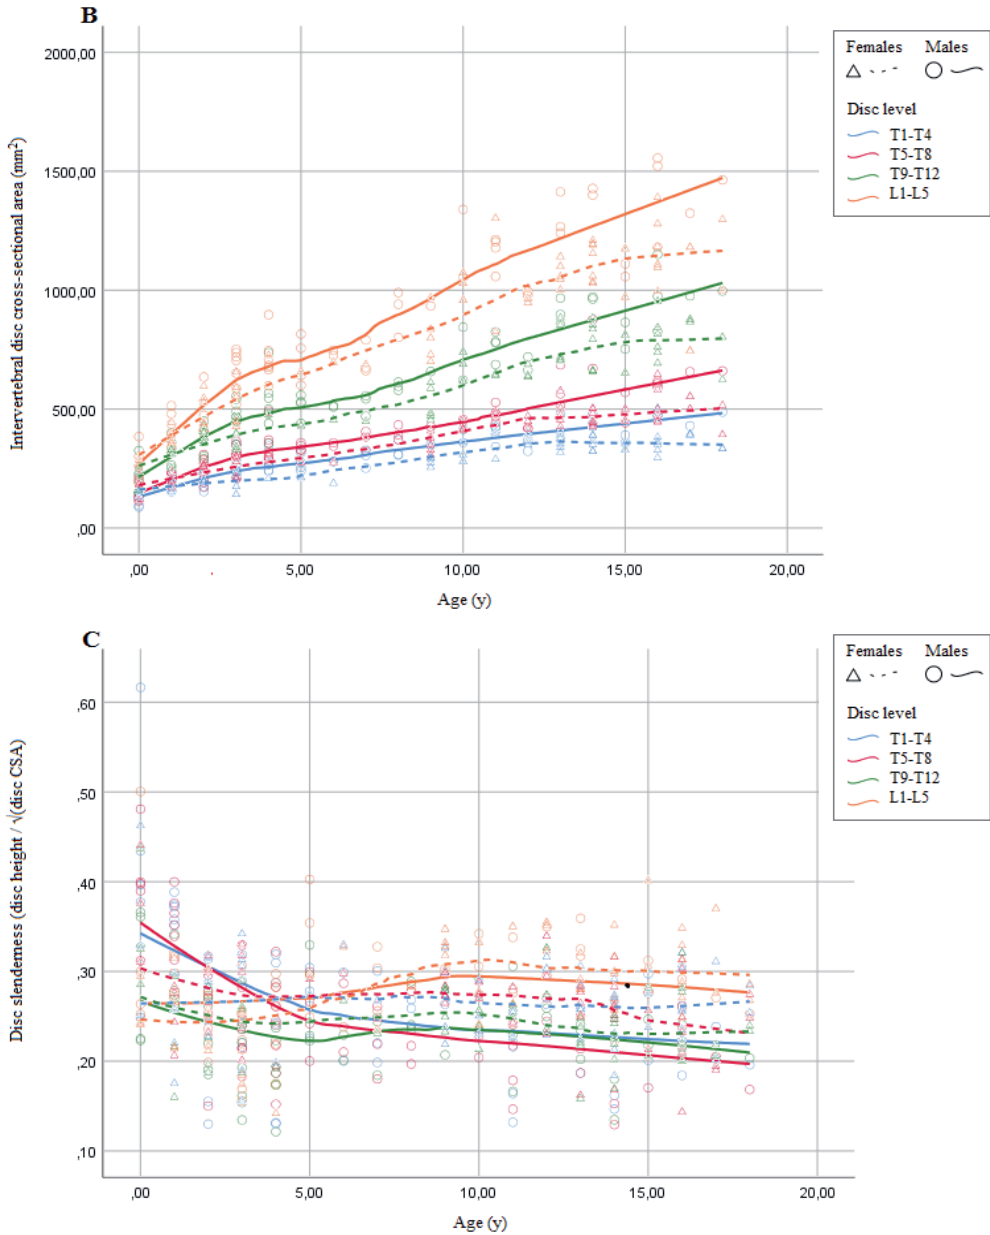 B
2000,00
1500,00
1000,00
500,00
,00
Intervertebral disc cross-sectional area (mm²)
,00 5,00 10,00 15,00 20,00
Age (y)
Females Males
Disc level
T1-T4
T5-T8
T9-T12
L1-L5
C
,60
,50
,40
,30
,20
,10
Disc slenderness (disc height / √(disc CSA)
,00 5,00 10,00 15,00 20,00
Age (y)
Females Males
Disc level
T1-T4
T5-T8
T9-T12
L1-L5